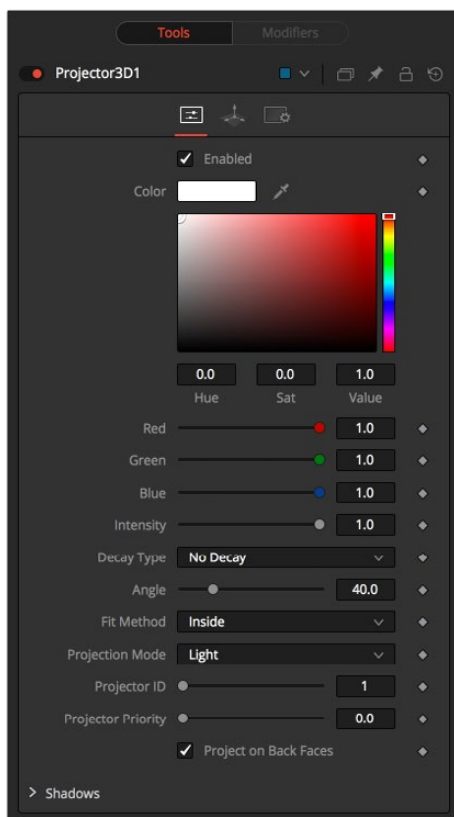 Tools Modifiers
Projector3D1
Enabled
Color
0.0 0.0 1.0
Hue Sat Value
Red 1.0
Green 1.0
Blue 1.0
Intensity 1.0
Decay Type No Decay
Angle 40.0
Fit Method Inside
Projection Mode Light
Projector ID 1
Projector Priority 0.0
Project on Back Faces
> Shadows